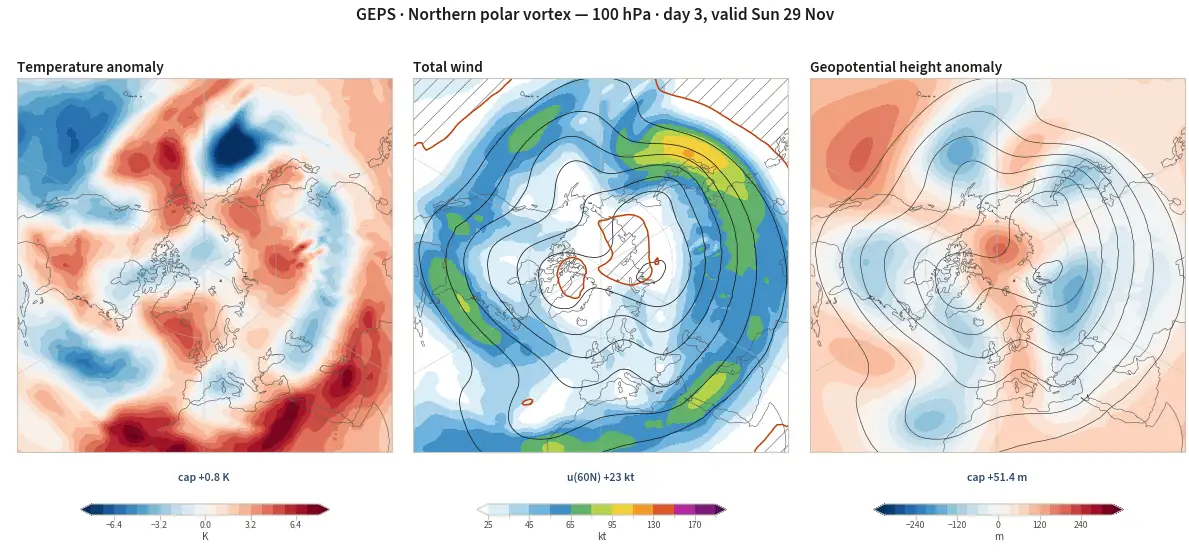 GEPS · Northern polar vortex — 100 hPa · day 3, valid Sun 29 Nov
Temperature anomaly
Total wind
Geopotential height anomaly
cap +0.8 K
u(60N) +23 kt
cap +51.4 m
−6.4 −3.2 0.0 3.2 6.4
K
25 45 65 95 130 170
kt
−240 −120 0 120 240
m